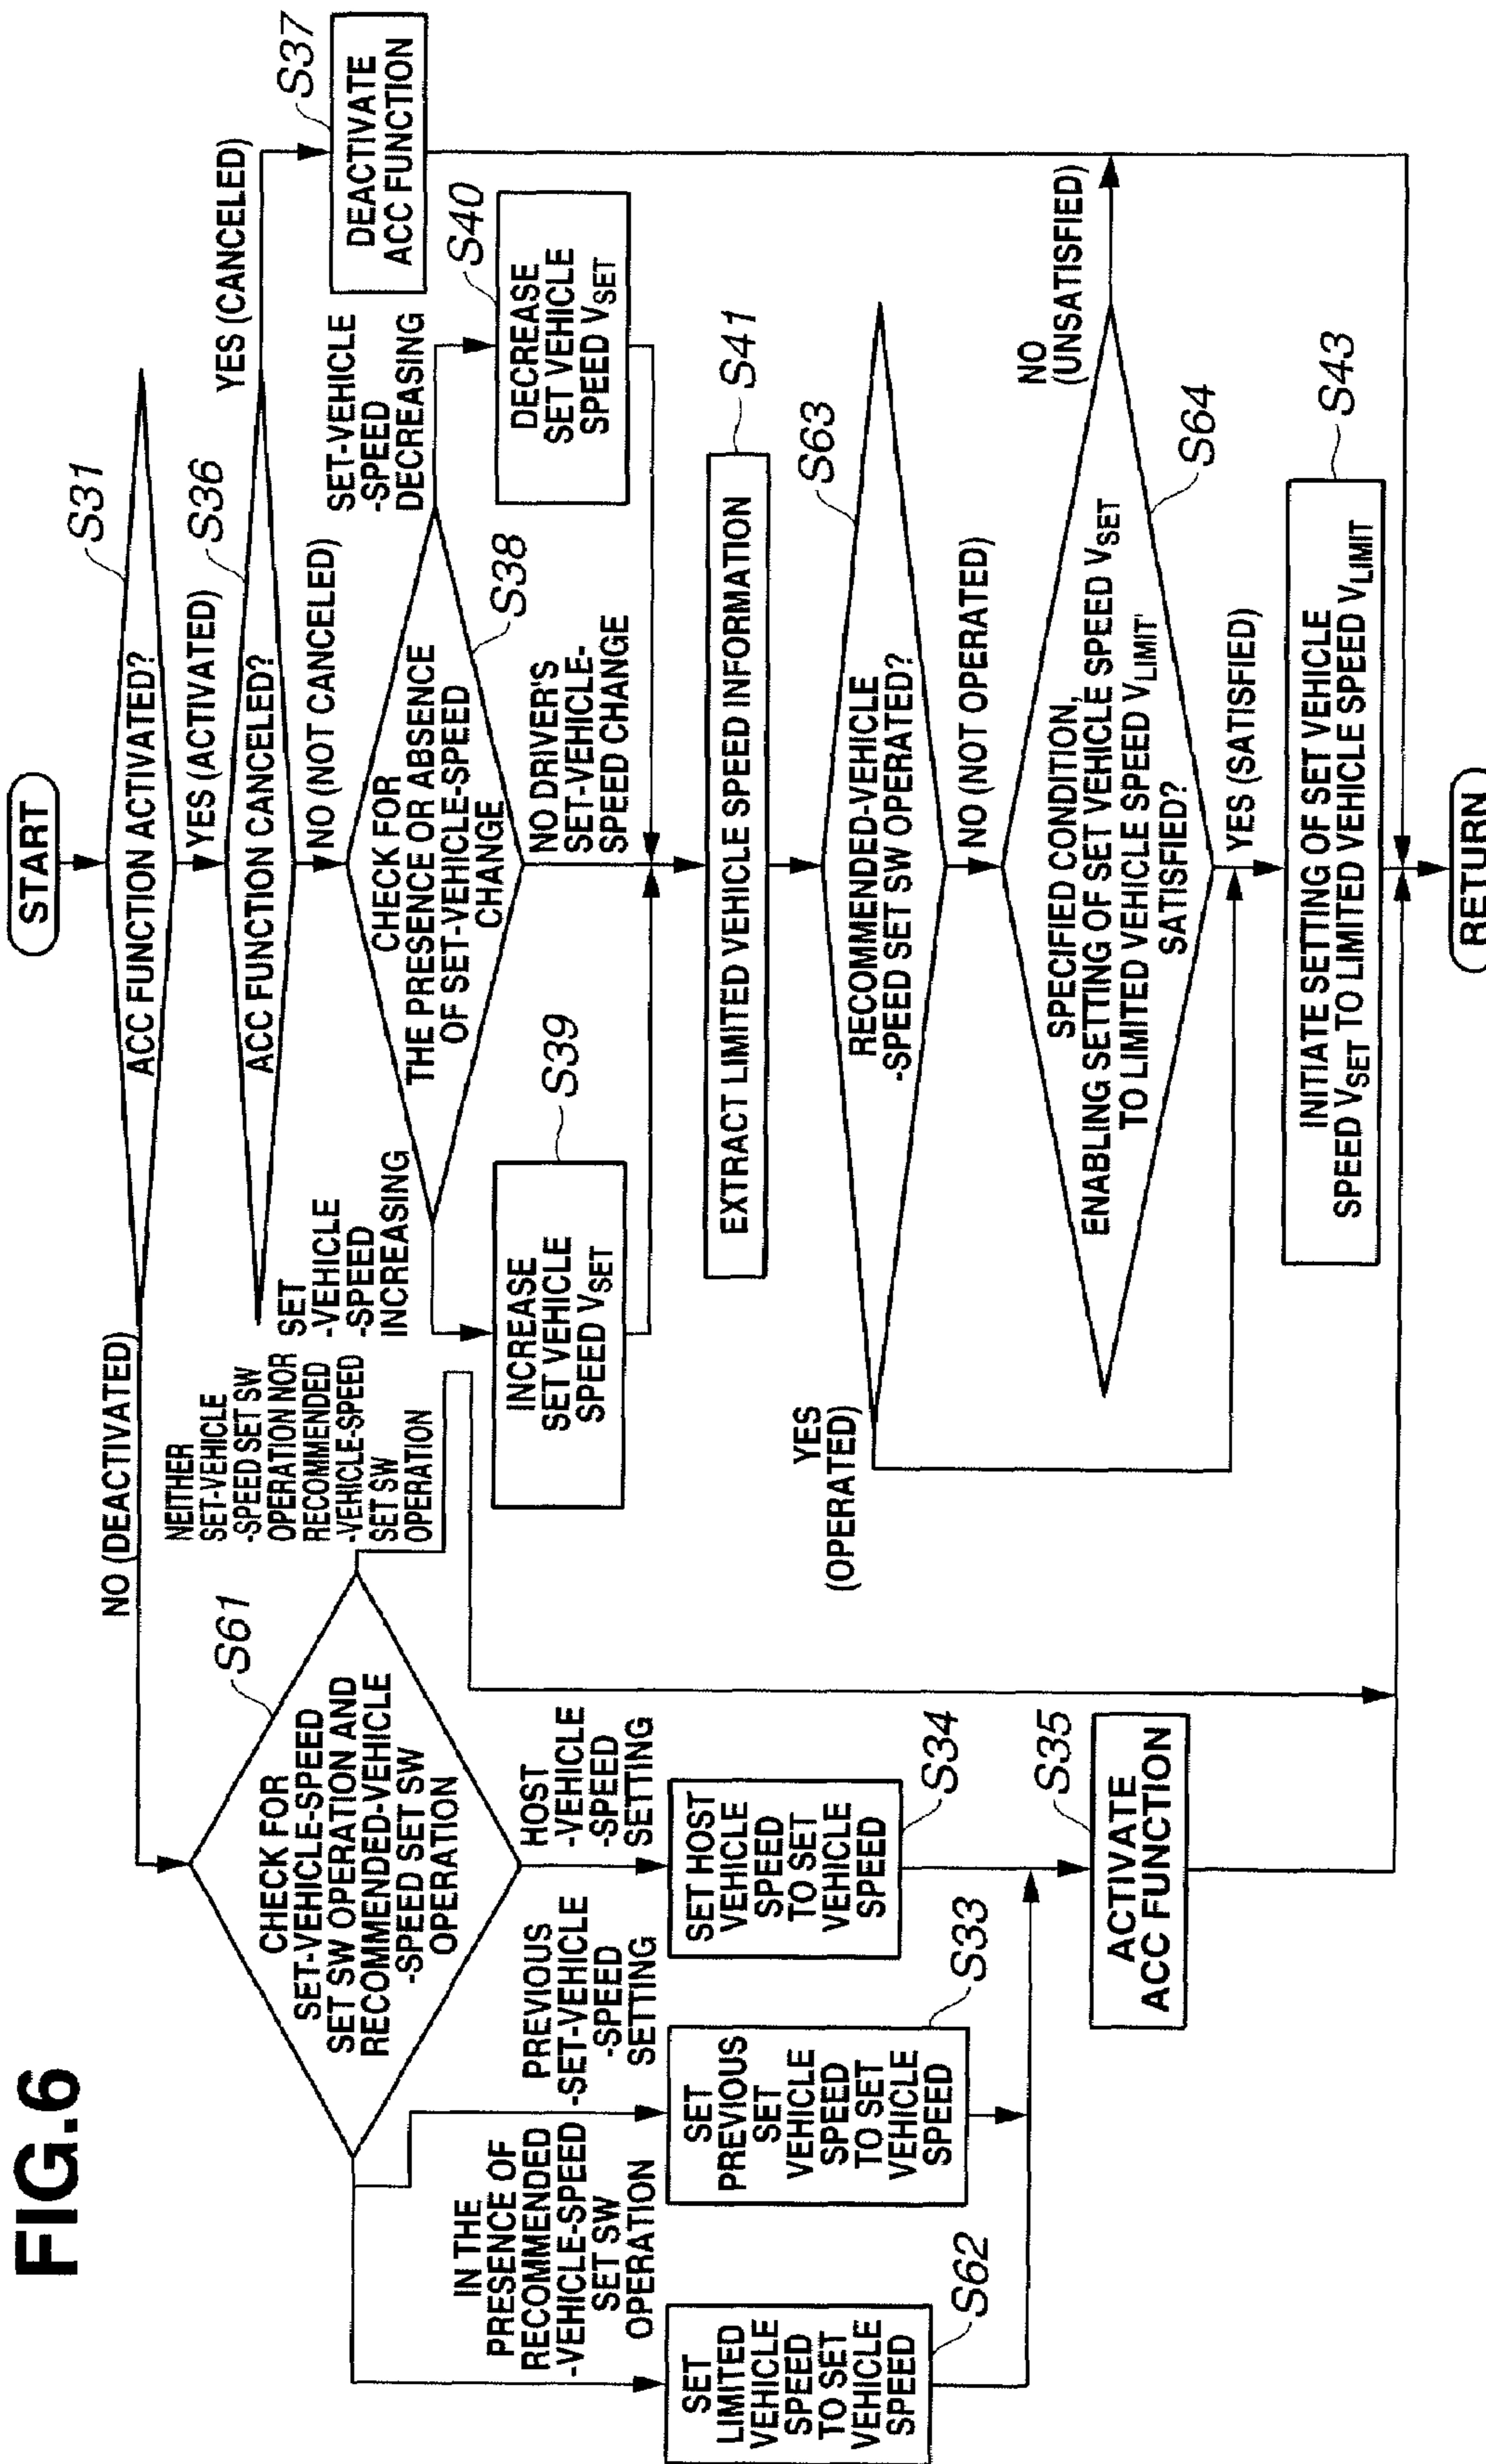 FIG.6
START
S31
ACC FUNCTION ACTIVATED?
NO (DEACTIVATED)
YES (ACTIVATED)
S36
ACC FUNCTION CANCELED?
YES (CANCELED)
S37
DEACTIVATE
ACC FUNCTION
NO (NOT CANCELED)
S38
CHECK FOR
THE PRESENCE OR ABSENCE
OF SET-VEHICLE-SPEED
CHANGE
SET
-VEHICLE
-SPEED
INCREASING
SET-VEHICLE
-SPEED
DECREASING
NO DRIVER'S
SET-VEHICLE-
SPEED CHANGE
S39
INCREASE
SET VEHICLE
SPEED VSET
S40
DECREASE
SET VEHICLE
SPEED VSET
S41
EXTRACT LIMITED VEHICLE SPEED INFORMATION
S63
RECOMMENDED-VEHICLE
-SPEED SET SW OPERATED?
YES
(OPERATED)
NO (NOT OPERATED)
S64
SPECIFIED CONDITION,
ENABLING SETTING OF SET VEHICLE SPEED VSET
TO LIMITED VEHICLE SPEED VLIMIT'
SATISFIED?
NO
(UNSATISFIED)
YES (SATISFIED)
S43
INITIATE SETTING OF SET VEHICLE
SPEED VSET TO LIMITED VEHICLE SPEED VLIMIT
RETURN
S61
CHECK FOR
SET-VEHICLE-SPEED
SET SW OPERATION AND
RECOMMENDED-VEHICLE
-SPEED SET SW
OPERATION
NEITHER
SET-VEHICLE
-SPEED SET SW
OPERATION NOR
RECOMMENDED
-VEHICLE-SPEED
SET SW
OPERATION
IN THE
PRESENCE OF
RECOMMENDED
-VEHICLE-SPEED
SET SW
OPERATION
PREVIOUS
-SET-VEHICLE
-SPEED
SETTING
HOST
-VEHICLE
-SPEED
SETTING
S62
SET
LIMITED
VEHICLE
SPEED
TO SET
VEHICLE
SPEED
S33
SET
PREVIOUS
SET
VEHICLE
SPEED
TO SET
VEHICLE
SPEED
S34
SET HOST
VEHICLE
SPEED
TO SET
VEHICLE
SPEED
S35
ACTIVATE
ACC FUNCTION